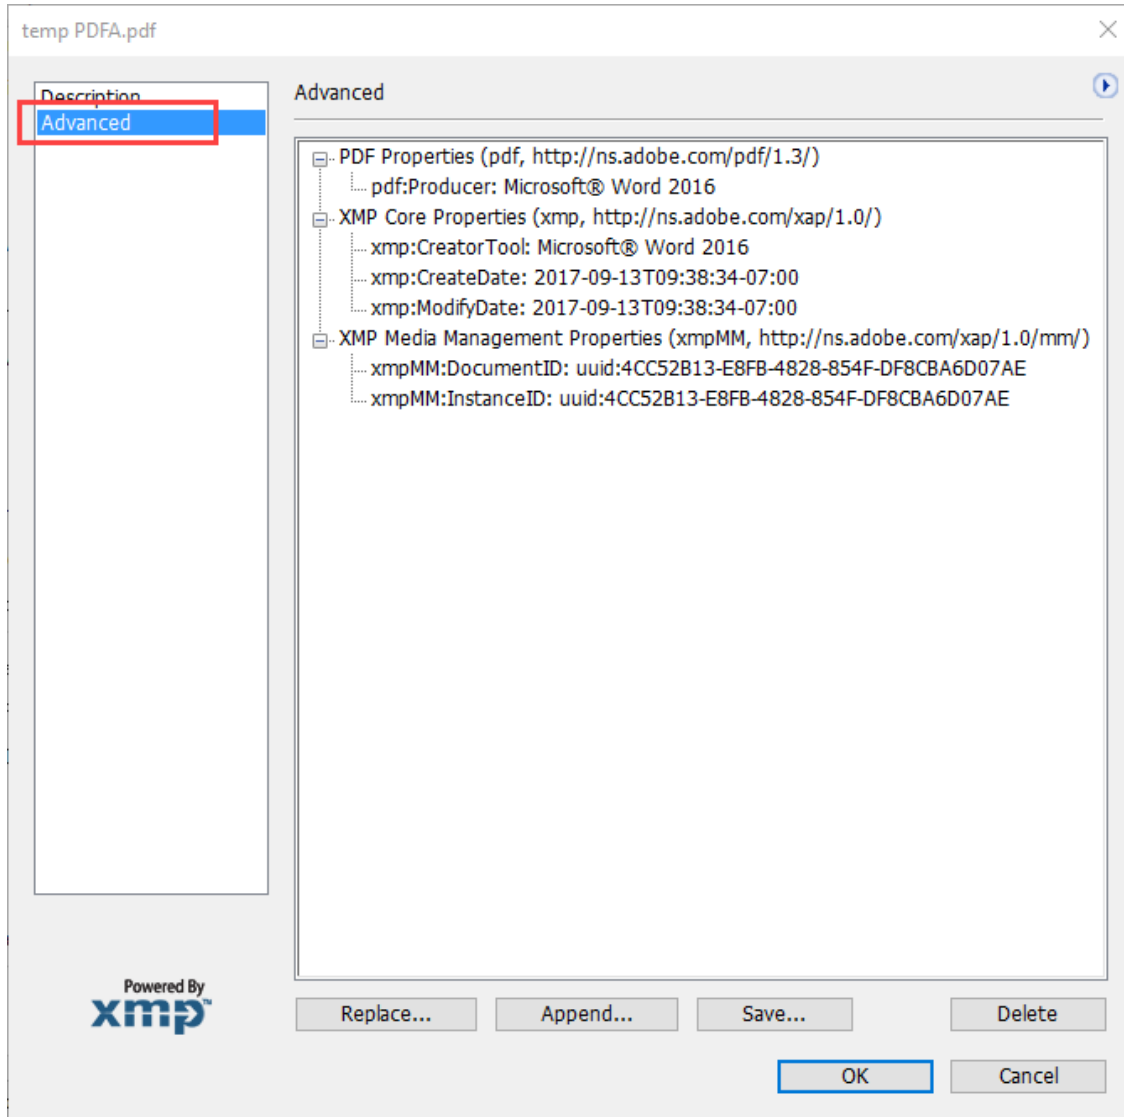 temp PDFA.pdf
Description
Advanced
Advanced
PDF Properties (pdf, http://ns.adobe.com/pdf/1.3/)
pdf:Producer: Microsoft® Word 2016
XMP Core Properties (xmp, http://ns.adobe.com/xap/1.0/)
xmp:CreatorTool: Microsoft® Word 2016
xmp:CreateDate: 2017-09-13T09:38:34-07:00
xmp:ModifyDate: 2017-09-13T09:38:34-07:00
XMP Media Management Properties (xmpMM, http://ns.adobe.com/xap/1.0/mm/)
xmpMM:DocumentID: uuid:4CC52B13-E8FB-4828-854F-DF8CBA6D07AE
xmpMM:InstanceID: uuid:4CC52B13-E8FB-4828-854F-DF8CBA6D07AE
Powered By
xmp™
Replace... Append... Save... Delete
OK Cancel